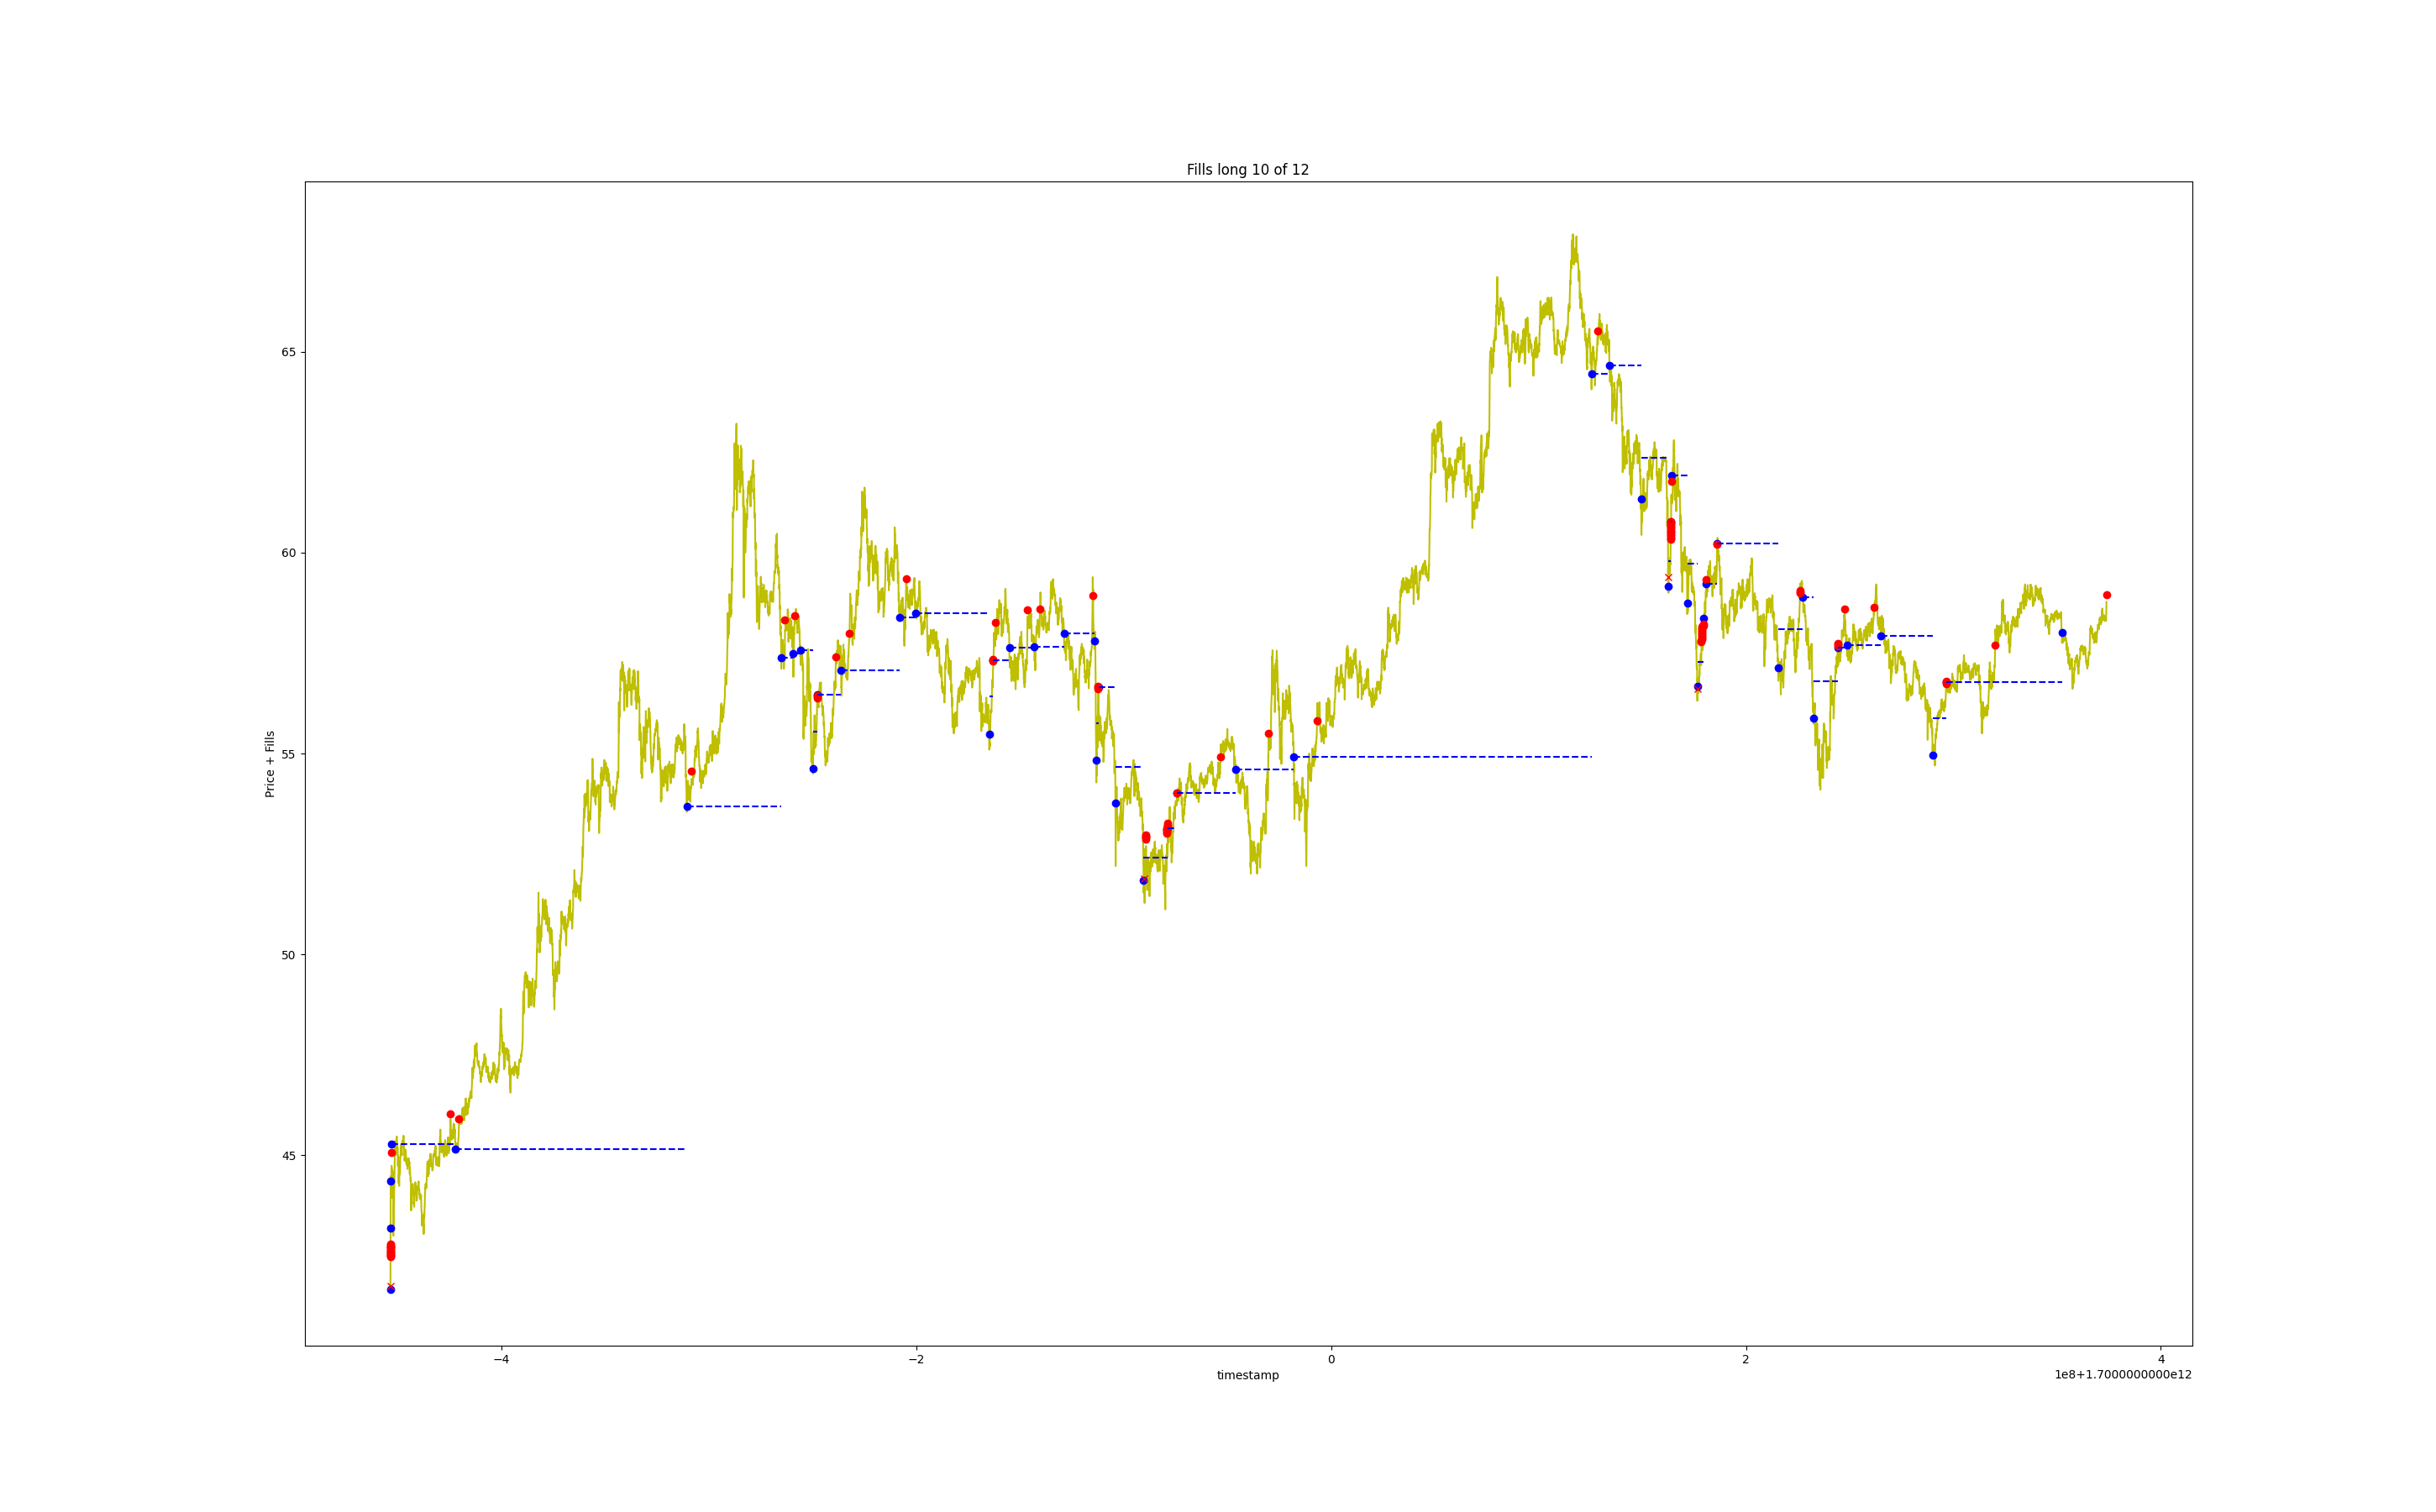 Fills long 10 of 12
Price + Fills
65
60
55
50
45
−4
−2
0
2
4
timestamp
1e8+1.7000000000e12